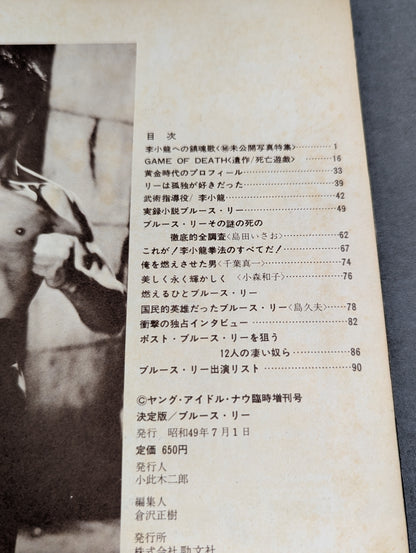 目　次
李小龍への鎮魂歌〈㊙未公開写真特集〉………1
GAME OF DEATH〈遺作/死亡遊戯〉………16
黄金時代のプロフィール………33
リーは孤独が好きだった………39
武術指導役/李小龍………42
実録小説ブルース・リー………49
ブルース・リーその謎の死の
徹底的全調査〈島田いさお〉………62
これが！李小龍拳法のすべてだ！………67
俺を燃えさせた男〈千葉真一〉………74
美しく永く輝かしく〈小森和子〉………76
燃えるひとブルース・リー
国民的英雄だったブルース・リー〈島久夫〉……78
衝撃の独占インタビュー………82
ポスト・ブルース・リーを狙う
12人の凄い奴ら………86
ブルース・リー出演リスト………90
©ヤング・アイドル・ナウ臨時増刊号
決定版/ブルース・リー
発行　昭和49年7月1日
定価 650円
発行人
小此木二郎
編集人
倉沢正樹
発行所
株式会社勁文社